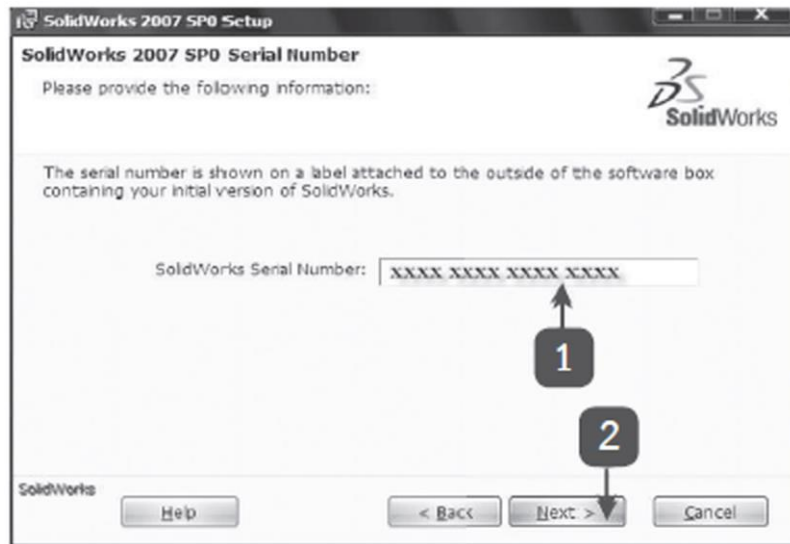 SolidWorks 2007 SP0 Setup
SolidWorks 2007 SP0 Serial Number
Please provide the following information:
SolidWorks
The serial number is shown on a label attached to the outside of the software box
containing your initial version of SolidWorks.
SolidWorks Serial Number: XXXX XXXX XXXX XXXX
1
2
SolidWorks
Help < Back Next > Cancel